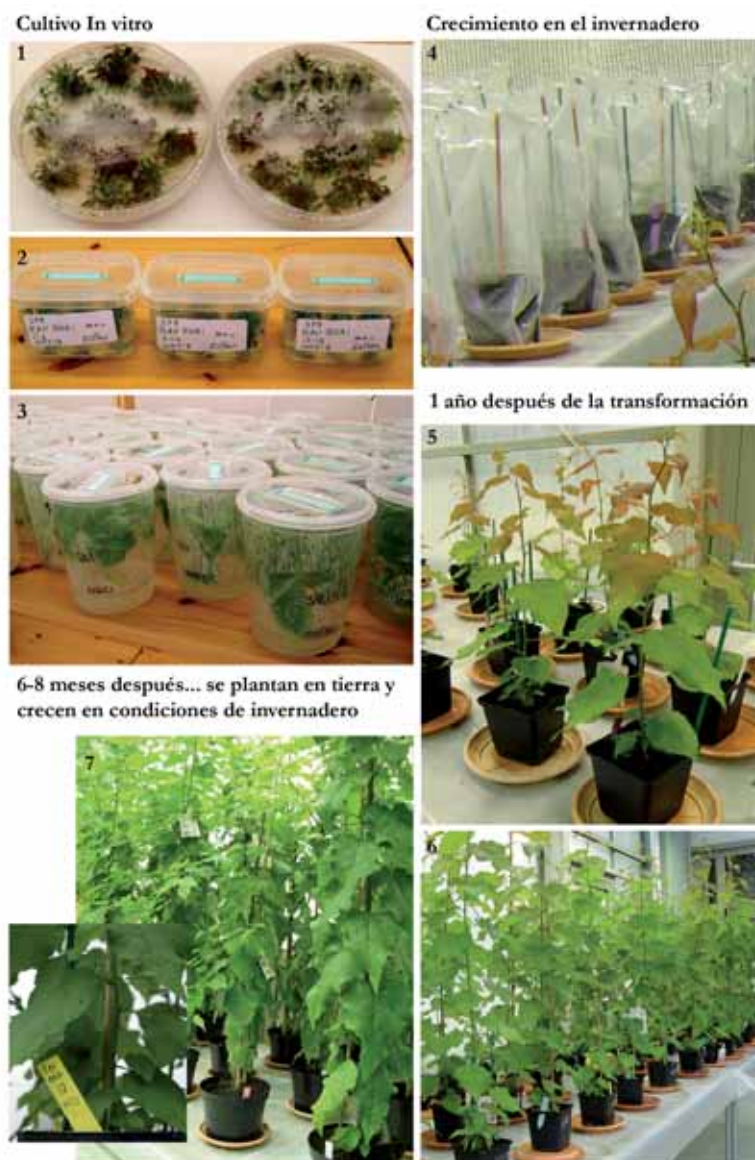 Cultivo In vitro
1
2
3
6-8 meses después... se plantan en tierra y
crecen en condiciones de invernadero
7
Crecimiento en el invernadero
4
1 año después de la transformación
5
6